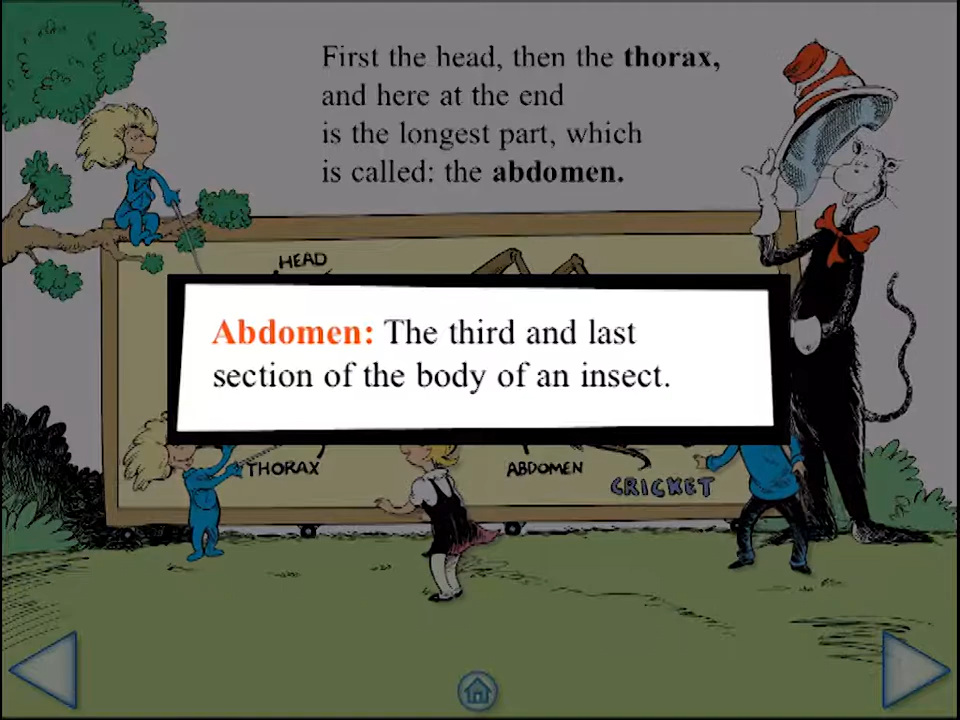 First the head, then the thorax,
and here at the end
is the longest part, which
is called: the abdomen.
HEAD
Abdomen: The third and last
section of the body of an insect.
THORAX
ABDOMEN
CRICKET